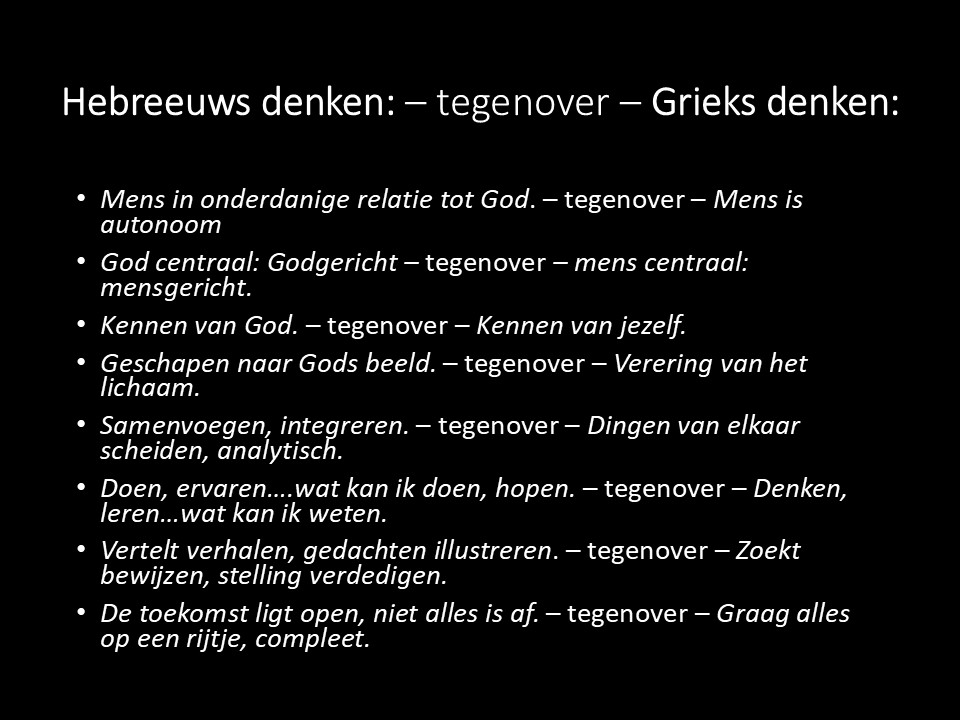 Hebreeuws denken: – tegenover – Grieks denken:
• Mens in onderdanige relatie tot God. – tegenover – Mens is
autonoom
• God centraal: Godgericht – tegenover – mens centraal:
mensgericht.
• Kennen van God. – tegenover – Kennen van jezelf.
• Geschapen naar Gods beeld. – tegenover – Verering van het
lichaam.
• Samenvoegen, integreren. – tegenover – Dingen van elkaar
scheiden, analytisch.
• Doen, ervaren….wat kan ik doen, hopen. – tegenover – Denken,
leren…wat kan ik weten.
• Vertelt verhalen, gedachten illustreren. – tegenover – Zoekt
bewijzen, stelling verdedigen.
• De toekomst ligt open, niet alles is af. – tegenover – Graag alles
op een rijtje, compleet.